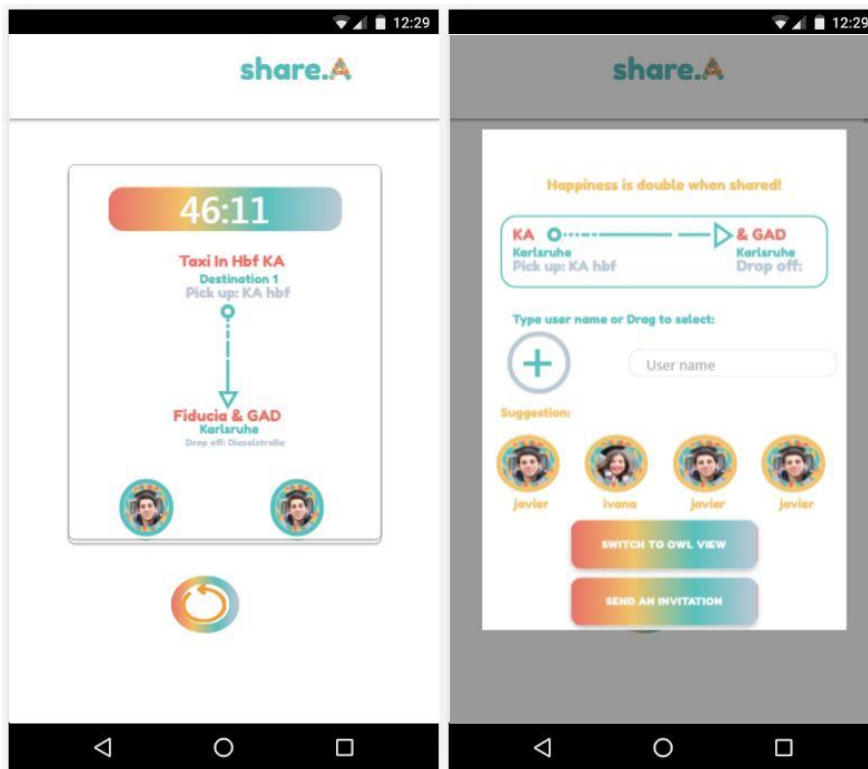 12:29
share.A
46:11
Taxi In Hbf KA
Destination 1
Pick up: KA hbf
Fiducia & GAD
Karlsruhe
Drop off: Dieselstraße
12:29
share.A
Happiness is double when shared!
KA & GAD
Karlsruhe Karlsruhe
Pick up: KA hbf Drop off:
Type user name or Drag to select:
User name
Suggestion:
javier ivana javier javier
SWITCH TO OWL VIEW
SEND AN INVITATION